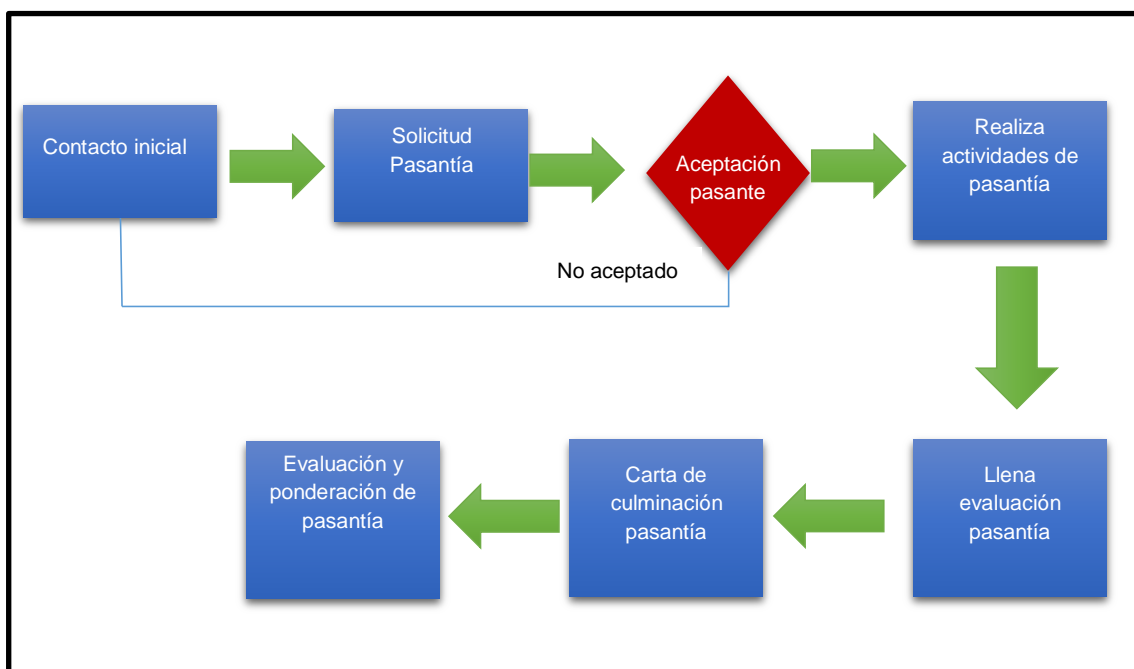 Contacto inicial
Solicitud
Pasantía
Aceptación
pasante
Realiza
actividades de
pasantía
No aceptado
Evaluación y
ponderación de
pasantía
Carta de
culminación
pasantía
Llena
evaluación
pasantía